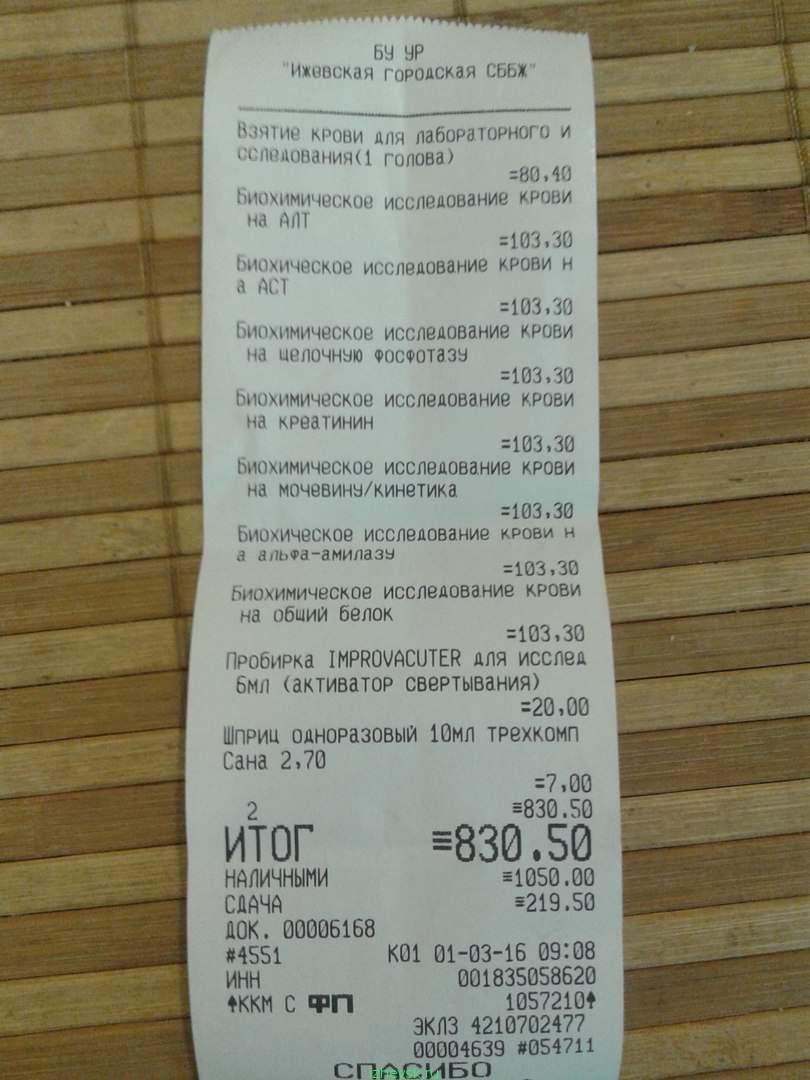 БУ УР
"Ижевская городская СББЖ"
Взятие крови для лабораторного и
сследования(1 голова)
=80,40
Биохимическое исследование крови
на АЛТ
=103,30
Биохическое исследование крови н
а АСТ
=103,30
Биохимическое исследование крови
на щелочную фосфотазу
=103,30
Биохимическое исследование крови
на креатинин
=103,30
Биохимическое исследование крови
на мочевину/кинетика
=103,30
Биохическое исследование крови н
а альфа-амилазу
=103,30
Биохимическое исследование крови
на общий белок
=103,30
Пробирка IMPROVACUTER для исслед
6мл (активатор свертывания)
=20,00
Шприц одноразовый 10мл трехкомп
Сана 2,70
=7,00
2 ≡830.50
ИТОГ ≡830.50
НАЛИЧНЫМИ ≡1050.00
СДАЧА ≡219.50
ДОК. 00006168
#4551 К01 01-03-16 09:08
ИНН 001835058620
↑ККМ С ФП 1057210↑
ЭКЛЗ 4210702477
00004639 #054711
СПАСИБО